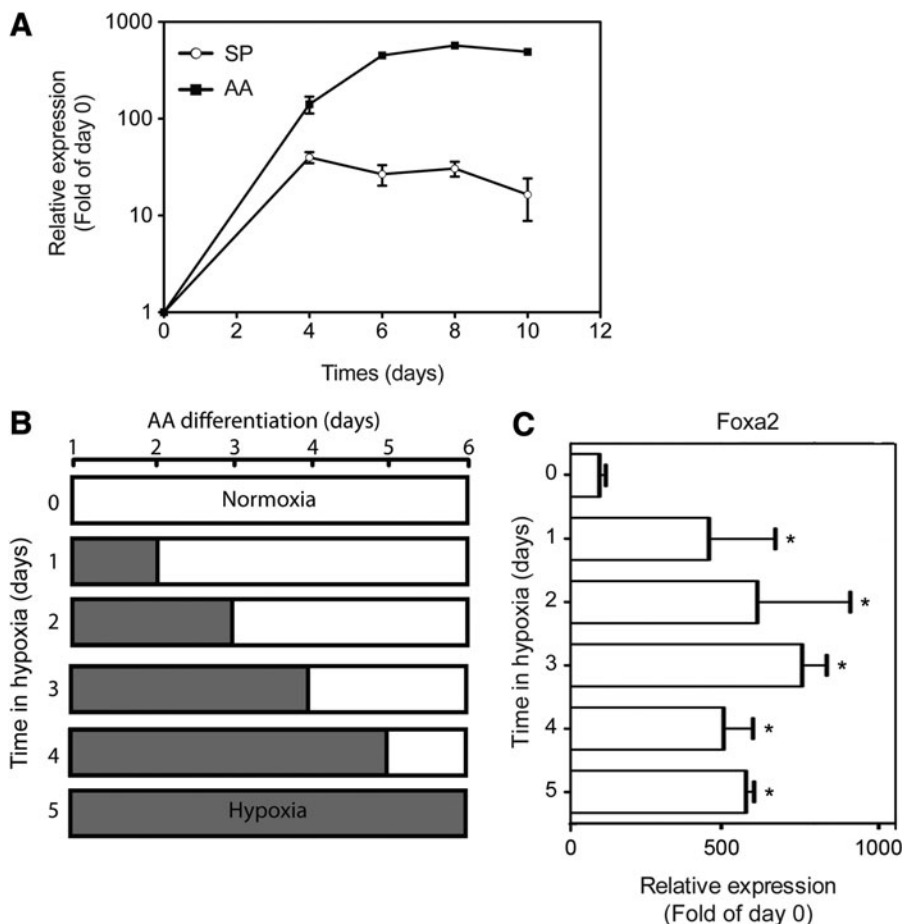 A
1000
100
10
1
Relative expression
(Fold of day 0)
SP
AA
0 2 4 6 8 10 12
Times (days)
B
AA differentiation (days)
1 2 3 4 5 6
Time in hypoxia (days)
0 Normoxia
1
2
3
4
5 Hypoxia
C
Foxa2
Time in hypoxia (days)
0
1 *
2 *
3 *
4 *
5 *
0 500 1000
Relative expression
(Fold of day 0)